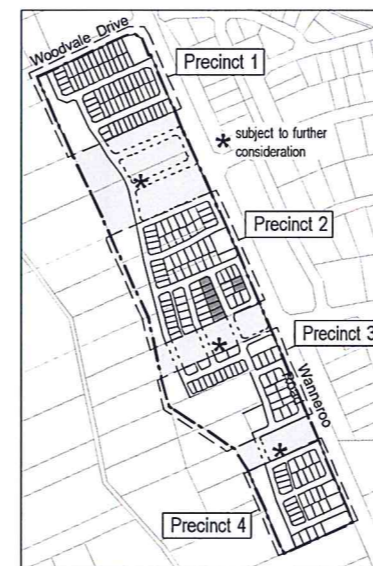 Woodvale Drive
Precinct 1
* subject to further
consideration
*
Precinct 2
Precinct 3
*
Wanneroo
Road
*
Precinct 4